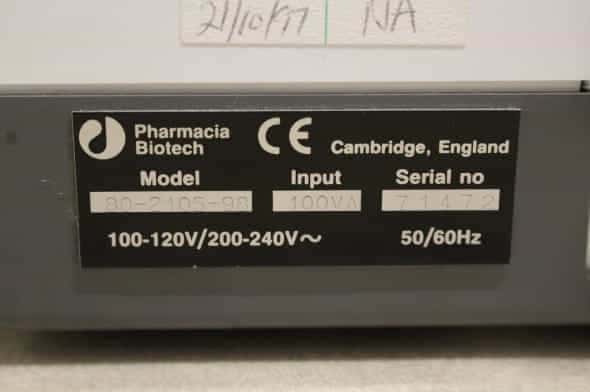 21/10/17 NA
Pharmacia
Biotech
CE
Cambridge, England
Model Input Serial no
80-2105-98 100VA 71472
100-120V/200-240V~ 50/60Hz